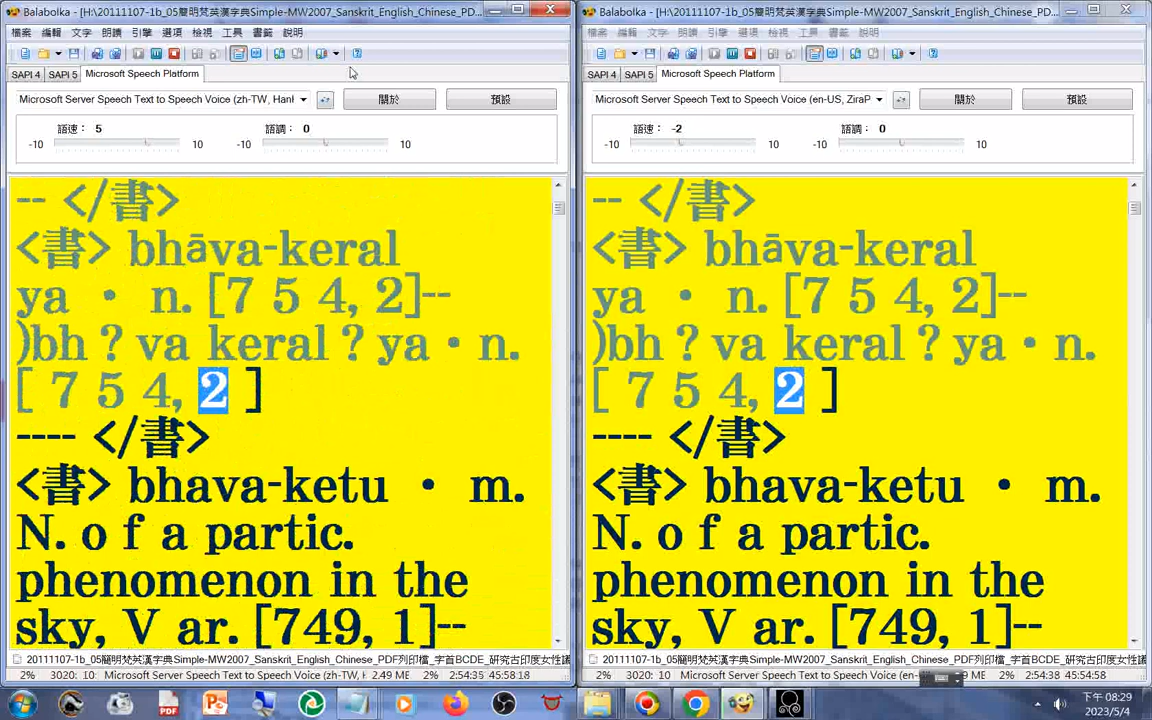 Balabolka - [H:\20111107-1b_05簡明梵英漢字典Simple-MW2007_Sanskrit_English_Chinese_PD...
檔案 編輯 文字 朗讀 引擎 選項 檢視 工具 書籤 說明
SAPI 4 SAPI 5 Microsoft Speech Platform
Microsoft Server Speech Text to Speech Voice (zh-TW, Hanl 關於 預設
語速： 5 語調： 0
-10 10 -10 10
-- </書>
<書> bhāva-keral
ya ・ n. [7 5 4, 2]--
)bh ? va keral ? ya・n.
[ 7 5 4, 2 ]
---- </書>
<書> bhava-ketu ・ m.
N. o f a partic.
phenomenon in the
sky, V ar. [749, 1]--
20111107-1b_05簡明梵英漢字典Simple-MW2007_Sanskrit_English_Chinese_PDF列印檔_字首BCDE_研究古印度女性議
2% 3020: 10: Microsoft Server Speech Text to Speech Voice (zh-TW, H 2.49 ME 2% 2:54:35 45:58:18
Balabolka - [H:\20111107-1b_05簡明梵英漢字典Simple-MW2007_Sanskrit_English_Chinese_PD...
檔案 編輯 文字 朗讀 引擎 選項 檢視 工具 書籤 說明
SAPI 4 SAPI 5 Microsoft Speech Platform
Microsoft Server Speech Text to Speech Voice (en-US, ZiraP 關於 預設
語速： -2 語調： 0
-10 10 -10 10
-- </書>
<書> bhāva-keral
ya ・ n. [7 5 4, 2]--
)bh ? va keral ? ya・n.
[ 7 5 4, 2 ]
---- </書>
<書> bhava-ketu ・ m.
N. o f a partic.
phenomenon in the
sky, V ar. [749, 1]--
20111107-1b_05簡明梵英漢字典Simple-MW2007_Sanskrit_English_Chinese_PDF列印檔_字首BCDE_研究古印度女性議
2% 3020: 10 Microsoft Server Speech Text to Speech Voice (en- ME 2% 2:54:38 45:54:58
PDF
下午 08:29
2023/5/4